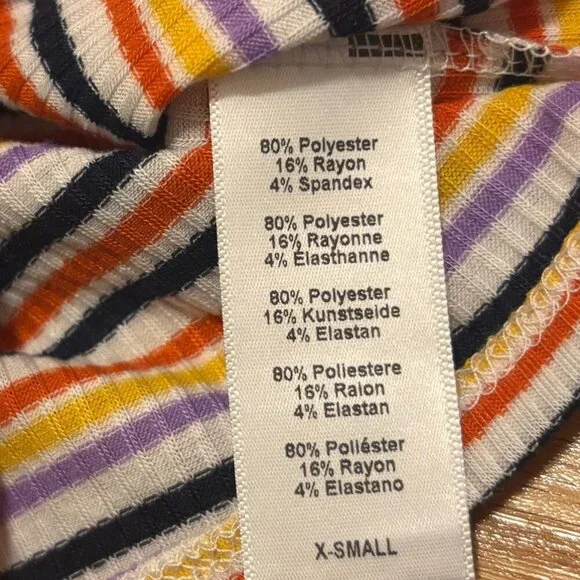 80% Polyester
16% Rayon
4% Spandex
80% Polyester
16% Rayonne
4% Élasthanne
80% Polyester
16% Kunstseide
4% Elastan
80% Poliestere
16% Raion
4% Elastan
80% Poliéster
16% Rayon
4% Elastano
X-SMALL